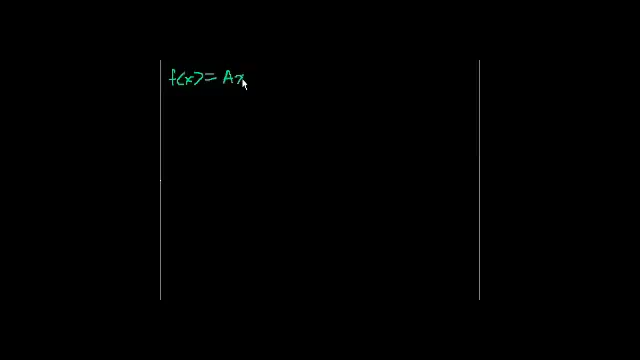 f(x) = Ax